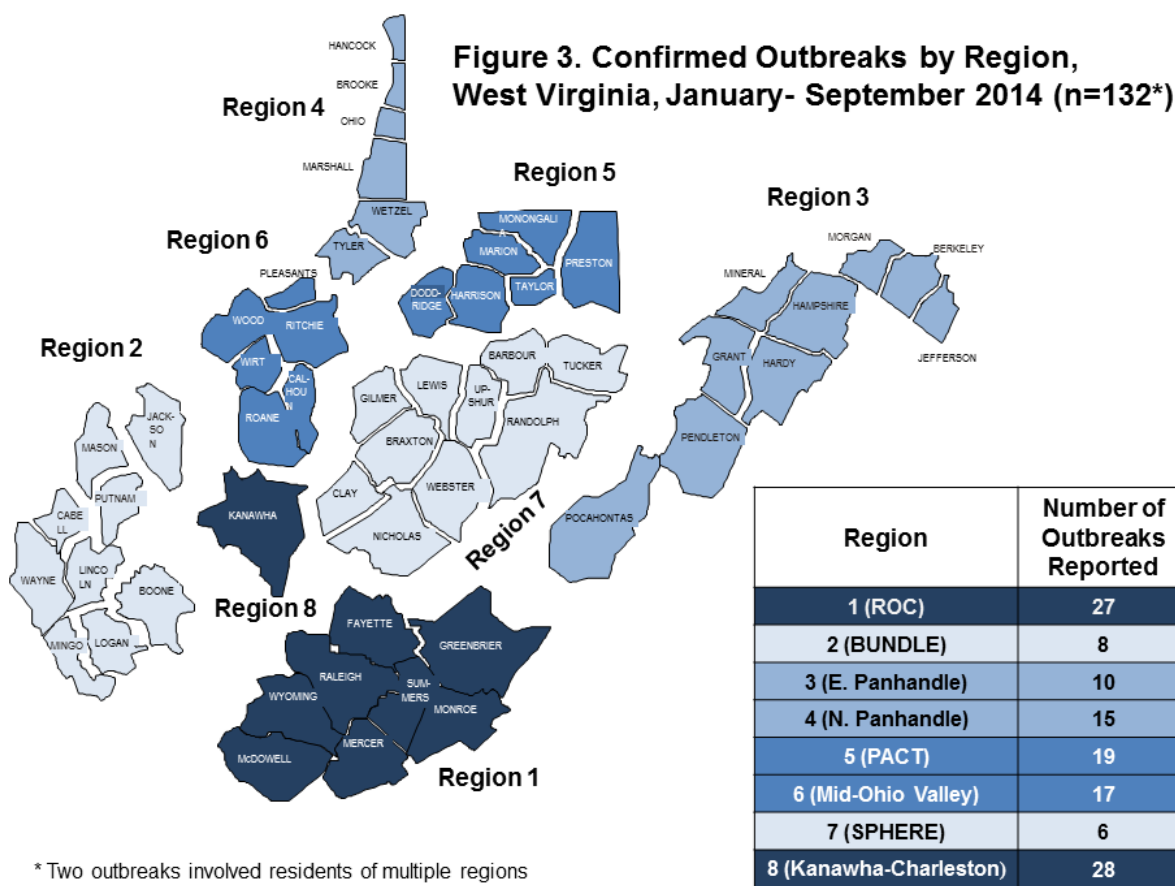 Figure 3. Confirmed Outbreaks by Region,
West Virginia, January- September 2014 (n=132*)
HANCOCK
BROOKE
Region 4
OHIO
MARSHALL
WETZEL
TYLER
Region 5
MONONGALI
A
MARION
PRESTON
TAYLOR
HARRISON
DODD-
RIDGE
Region 3
MORGAN
BERKELEY
MINERAL
HAMPSHIRE
GRANT
HARDY
JEFFERSON
PENDLETON
POCAHONTAS
Region 6
PLEASANTS
WOOD
RITCHIE
WIRT
CAL-
HOU
N
ROANE
Region 2
JACK-
SO
N
MASON
PUTNAM
CABE
LL
WAYNE
LINCO
LN
BOONE
MINGO
LOGAN
BARBOUR
TUCKER
LEWIS
UP-
SHUR
GILMER
RANDOLPH
BRAXTON
WEBSTER
CLAY
NICHOLAS
Region 7
KANAWHA
Region 8
FAYETTE
GREENBRIER
RALEIGH
SUM-
MERS
WYOMING
MONROE
MERCER
McDOWELL
Region 1
Region
Number of
Outbreaks
Reported
1 (ROC) 27
2 (BUNDLE) 8
3 (E. Panhandle) 10
4 (N. Panhandle) 15
5 (PACT) 19
6 (Mid-Ohio Valley) 17
7 (SPHERE) 6
8 (Kanawha-Charleston) 28
* Two outbreaks involved residents of multiple regions